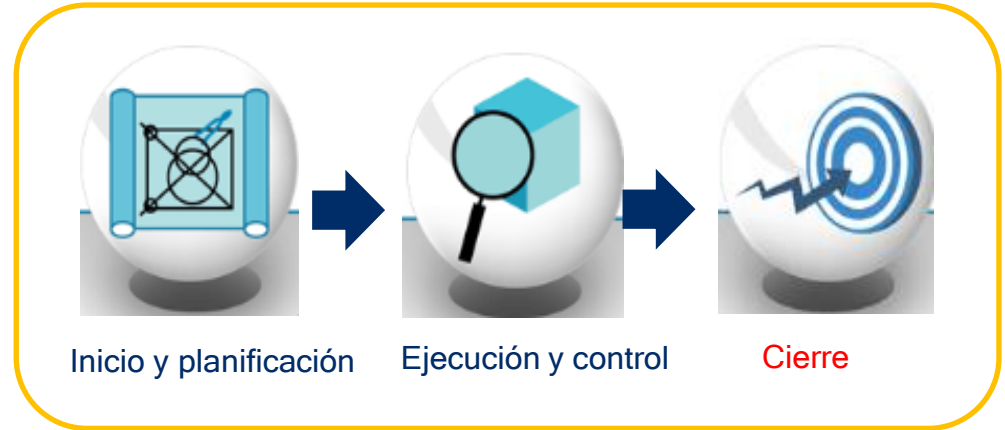 Inicio y planificación
Ejecución y control
Cierre